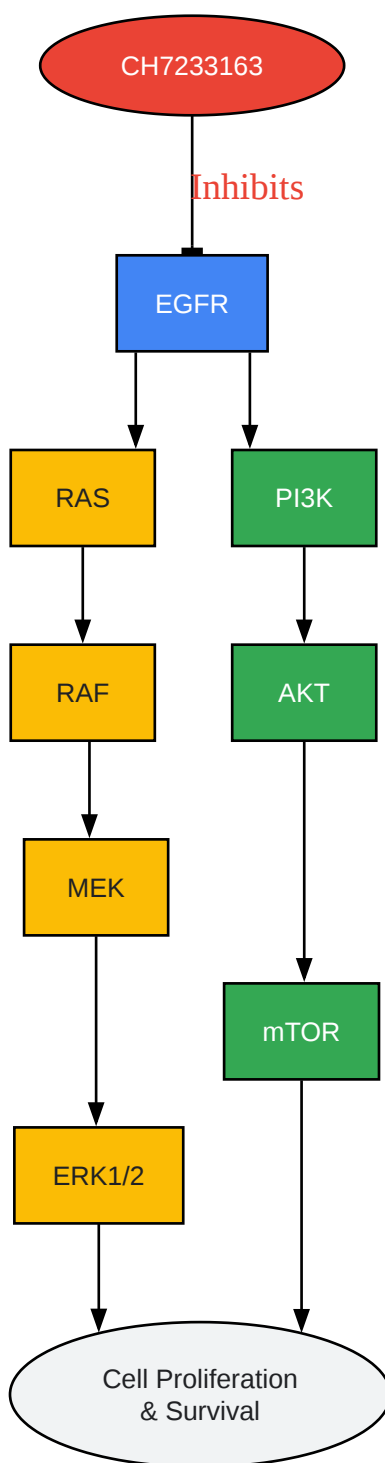 CH7233163
Inhibits
EGFR
RAS
PI3K
RAF
AKT
MEK
mTOR
ERK1/2
Cell Proliferation
& Survival